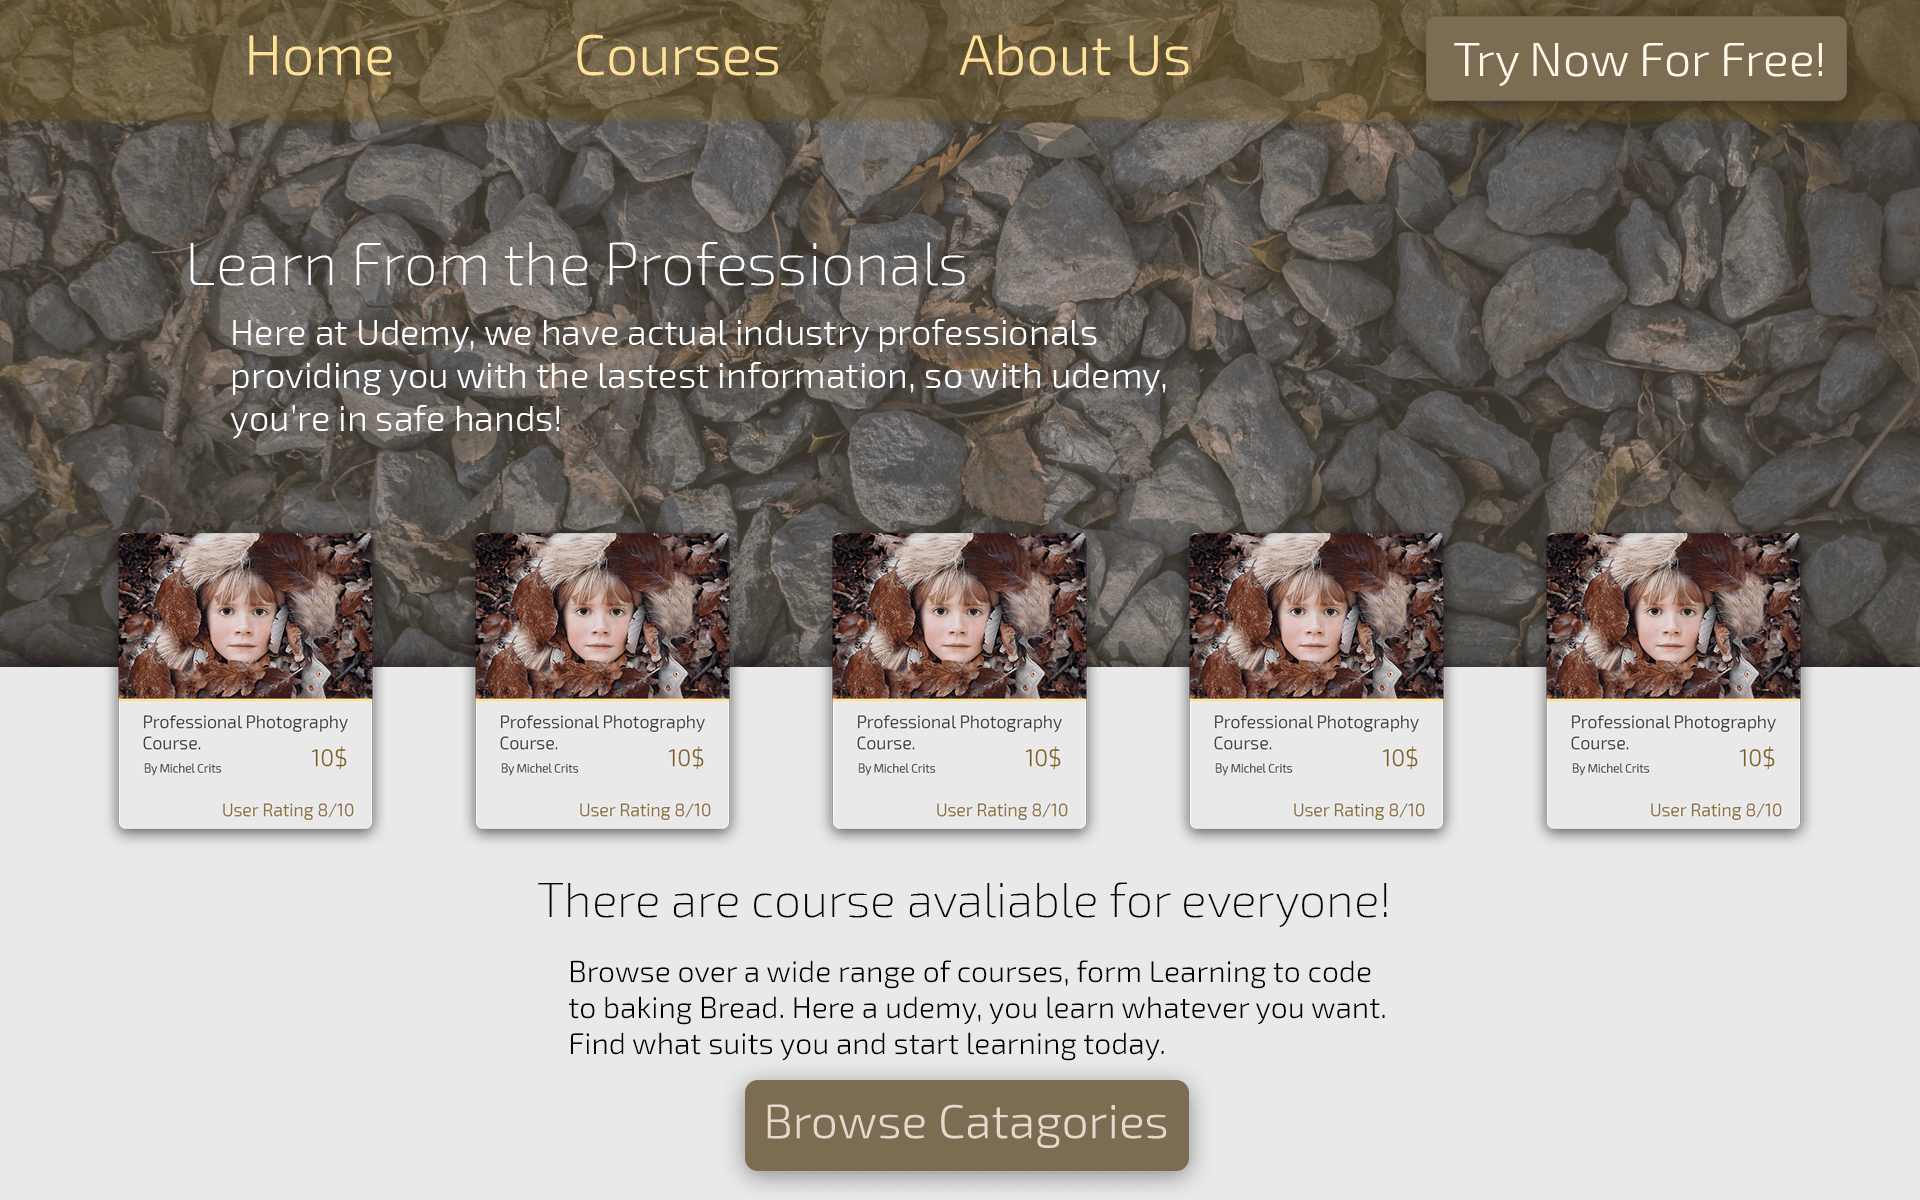 Home
Courses
About Us
Try Now For Free!
Learn From the Professionals
Here at Udemy, we have actual industry professionals
providing you with the lastest information, so with udemy,
you're in safe hands!
Professional Photography
Course.
10$
By Michel Crits
User Rating 8/10
Professional Photography
Course.
10$
By Michel Crits
User Rating 8/10
Professional Photography
Course.
10$
By Michel Crits
User Rating 8/10
Professional Photography
Course.
10$
By Michel Crits
User Rating 8/10
Professional Photography
Course.
10$
By Michel Crits
User Rating 8/10
There are course avaliable for everyone!
Browse over a wide range of courses, form Learning to code
to baking Bread. Here a udemy, you learn whatever you want.
Find what suits you and start learning today.
Browse Catagories